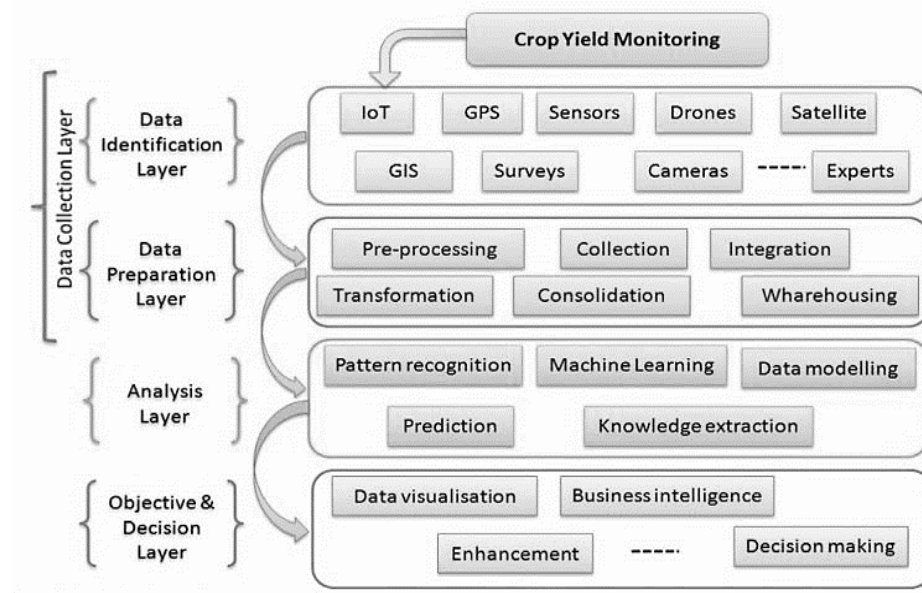 Crop Yield Monitoring
Data Collection Layer
Data
Identification
Layer
IoT
GPS
Sensors
Drones
Satellite
GIS
Surveys
Cameras
Experts
Data
Preparation
Layer
Pre-processing
Collection
Integration
Transformation
Consolidation
Wharehousing
Analysis
Layer
Pattern recognition
Machine Learning
Data modelling
Prediction
Knowledge extraction
Objective &
Decision
Layer
Data visualisation
Business intelligence
Enhancement
Decision making